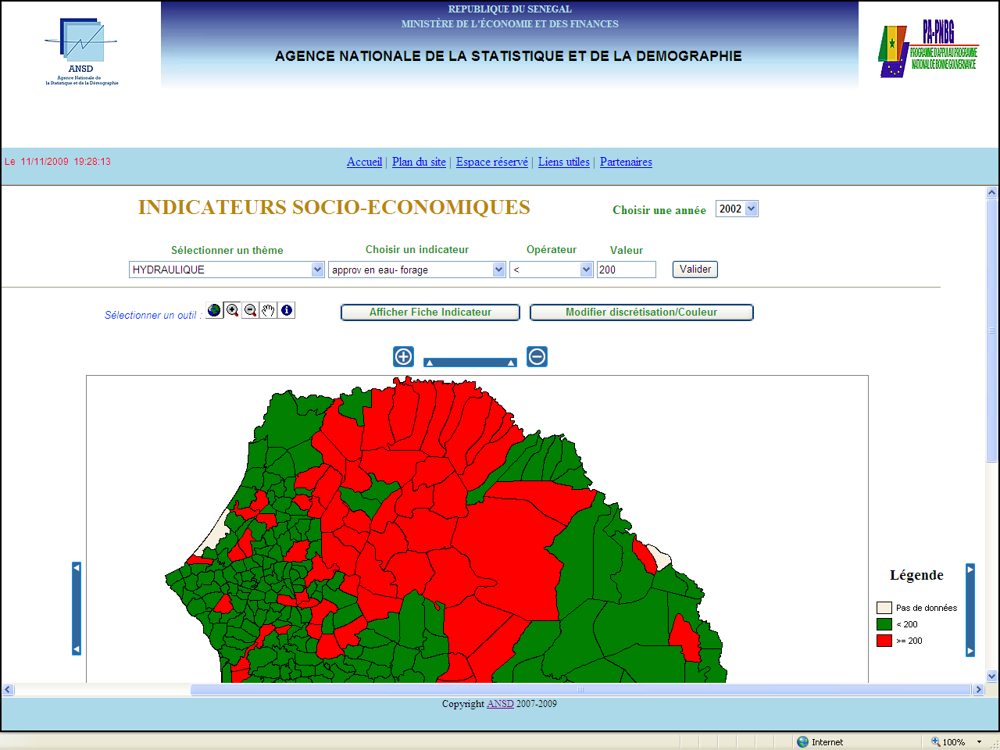 REPUBLIQUE DU SENEGAL
MINISTÈRE DE L'ÉCONOMIE ET DES FINANCES
AGENCE NATIONALE DE LA STATISTIQUE ET DE LA DEMOGRAPHIE
ANSD
Agence Nationale de
la Statistique et de la Démographie
PA-PNBG
PROGRAMME D'APPUI AU PROGRAMME
NATIONAL DE BONNE GOUVERNANCE
Le 11/11/2009 19:28:13
Accueil | Plan du site | Espace réservé | Liens utiles | Partenaires
INDICATEURS SOCIO-ECONOMIQUES
Choisir une année 2002
Sélectionner un thème Choisir un indicateur Opérateur Valeur
HYDRAULIQUE approv en eau- forage < 200 Valider
Sélectionner un outil :
Afficher Fiche Indicateur Modifier discrétisation/Couleur
Légende
Pas de données
< 200
>= 200
Copyright ANSD 2007-2009
Internet 100%